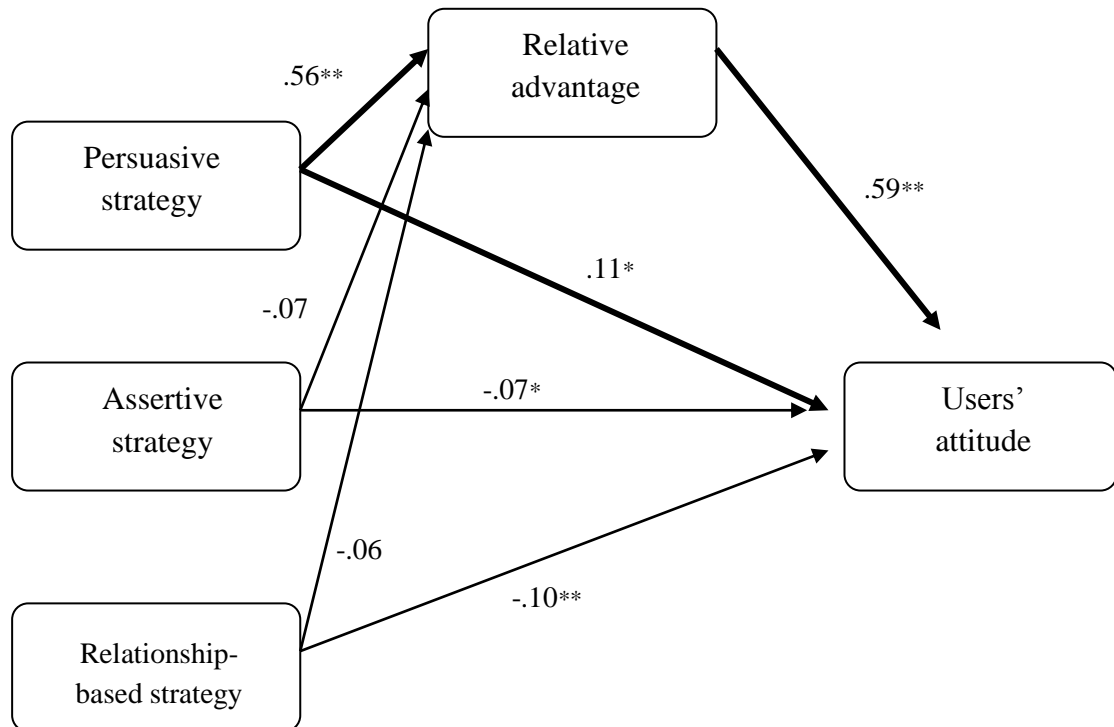 Relative
advantage
.56**
Persuasive
strategy
.59**
.11*
-.07
Assertive
strategy
-.07*
Users’
attitude
-.06
-.10**
Relationship-
based strategy